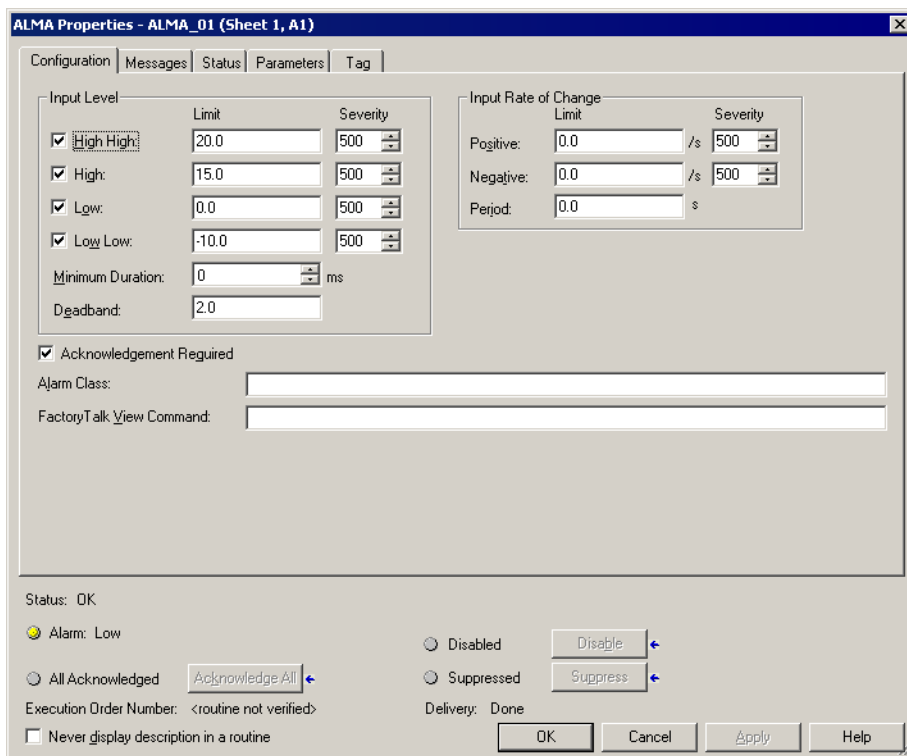 ALMA Properties - ALMA_01 (Sheet 1, A1)
Configuration Messages Status Parameters Tag
Input Level
Limit Severity
High High: 20.0 500
High: 15.0 500
Low: 0.0 500
Low Low: -10.0 500
Minimum Duration: 0 ms
Deadband: 2.0
Input Rate of Change
Limit Severity
Positive: 0.0 /s 500
Negative: 0.0 /s 500
Period: 0.0 s
Acknowledgement Required
Alarm Class:
FactoryTalk View Command:
Status: OK
Alarm: Low
Disabled Disable
All Acknowledged Acknowledge All
Suppressed Suppress
Execution Order Number: <routine not verified>
Delivery: Done
Never display description in a routine
OK Cancel Apply Help